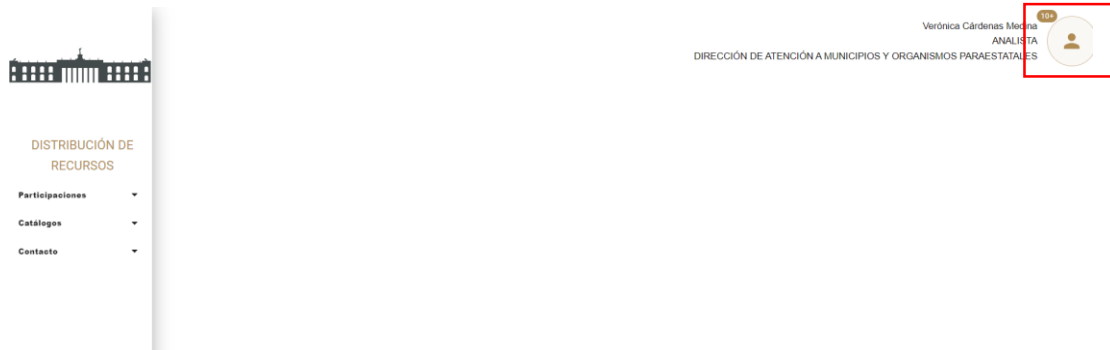 10+
Verónica Cárdenas Medina
ANALISTA
DIRECCIÓN DE ATENCIÓN A MUNICIPIOS Y ORGANISMOS PARAESTATALES
DISTRIBUCIÓN DE
RECURSOS
Participaciones
Catálogos
Contacto